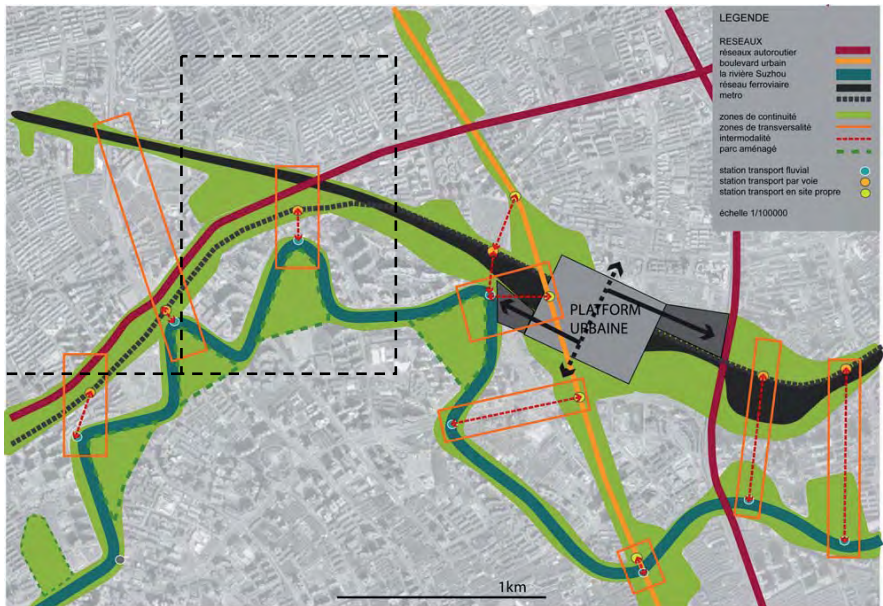 LEGENDE
RESEAUX
réseaux autoroutier
boulevard urbain
la rivière Suzhou
réseau ferroviaire
metro
zones de continuité
zones de transversalité
intermodalité
parc aménagé
station transport fluvial
station transport par voie
station transport en site propre
échelle 1/100000
PLATFORM
URBAINE
1km